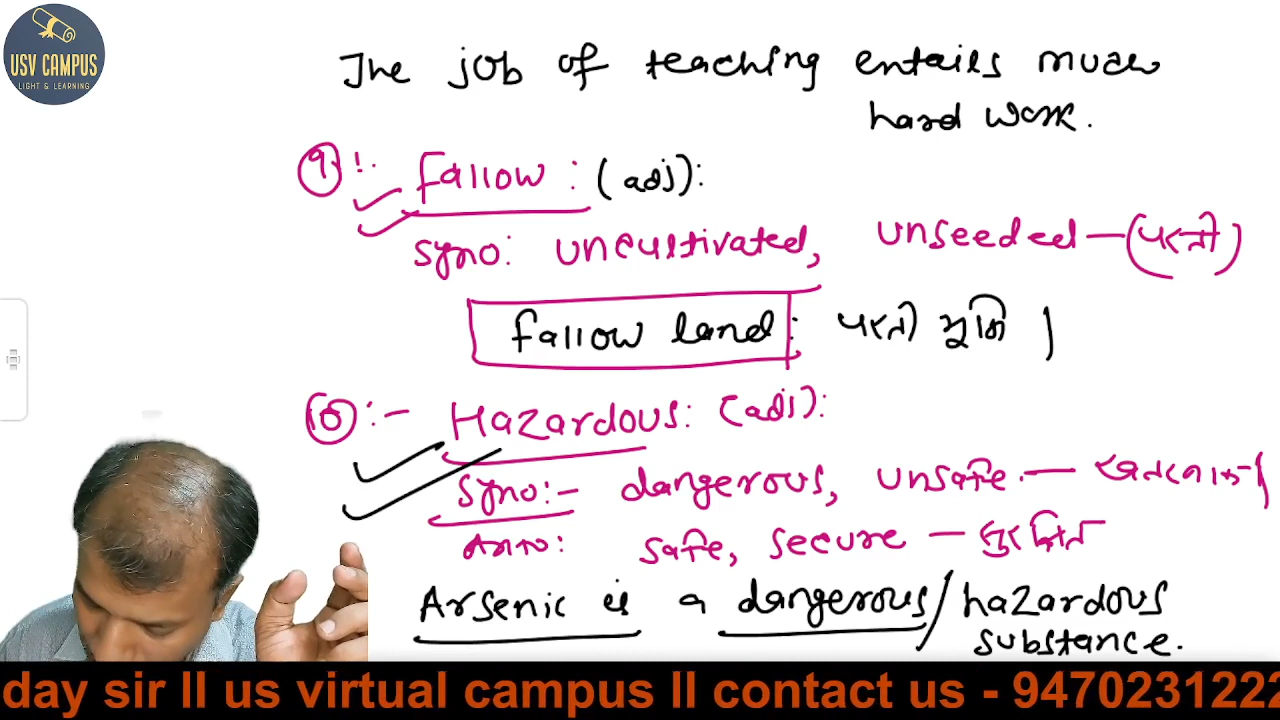 USV CAMPUS
LIGHT & LEARNING
The job of teaching entails much
hard work.
9 :- fallow : (adj):
syno: uncultivated, unseeded – (परती)
fallow land : परती भूमि |
10 :- Hazardous: (adj):
syno:- dangerous, unsafe. – खतरनाक |
Anto: safe, secure – सुरक्षित
Arsenic is a dangerous/hazardous
substance.
day sir ll us virtual campus ll contact us - 9470231222